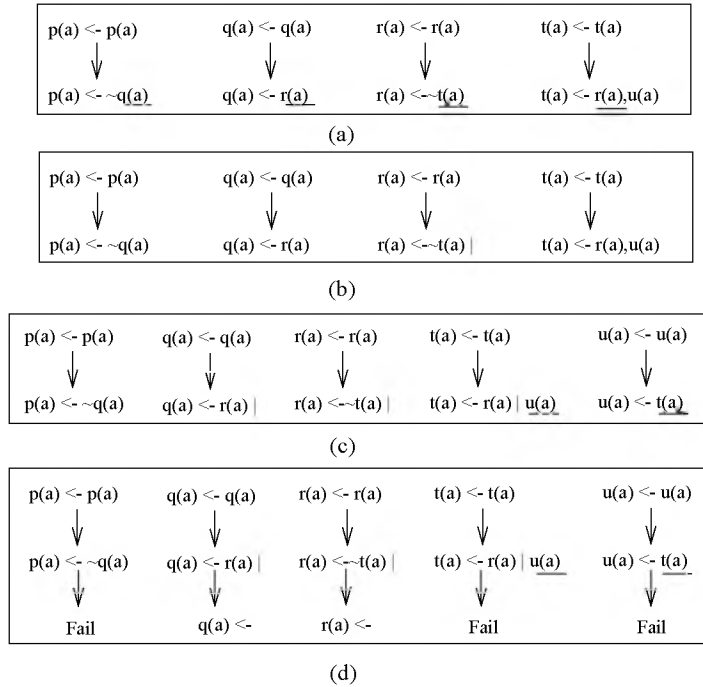 p(a) <- p(a) q(a) <- q(a) r(a) <- r(a) t(a) <- t(a)
p(a) <- ~q(a) q(a) <- r(a) r(a) <-~t(a) t(a) <- r(a),u(a)
(a)
p(a) <- p(a) q(a) <- q(a) r(a) <- r(a) t(a) <- t(a)
p(a) <- ~q(a) q(a) <- r(a) r(a) <-~t(a) | t(a) <- r(a),u(a)
(b)
p(a) <- p(a) q(a) <- q(a) r(a) <- r(a) t(a) <- t(a) u(a) <- u(a)
p(a) <- ~q(a) q(a) <- r(a) | r(a) <-~t(a) | t(a) <- r(a) | u(a) u(a) <- t(a)
(c)
p(a) <- p(a) q(a) <- q(a) r(a) <- r(a) t(a) <- t(a) u(a) <- u(a)
p(a) <- ~q(a) q(a) <- r(a) | r(a) <-~t(a) | t(a) <- r(a) | u(a) u(a) <- t(a)
Fail q(a) <- r(a) <- Fail Fail
(d)